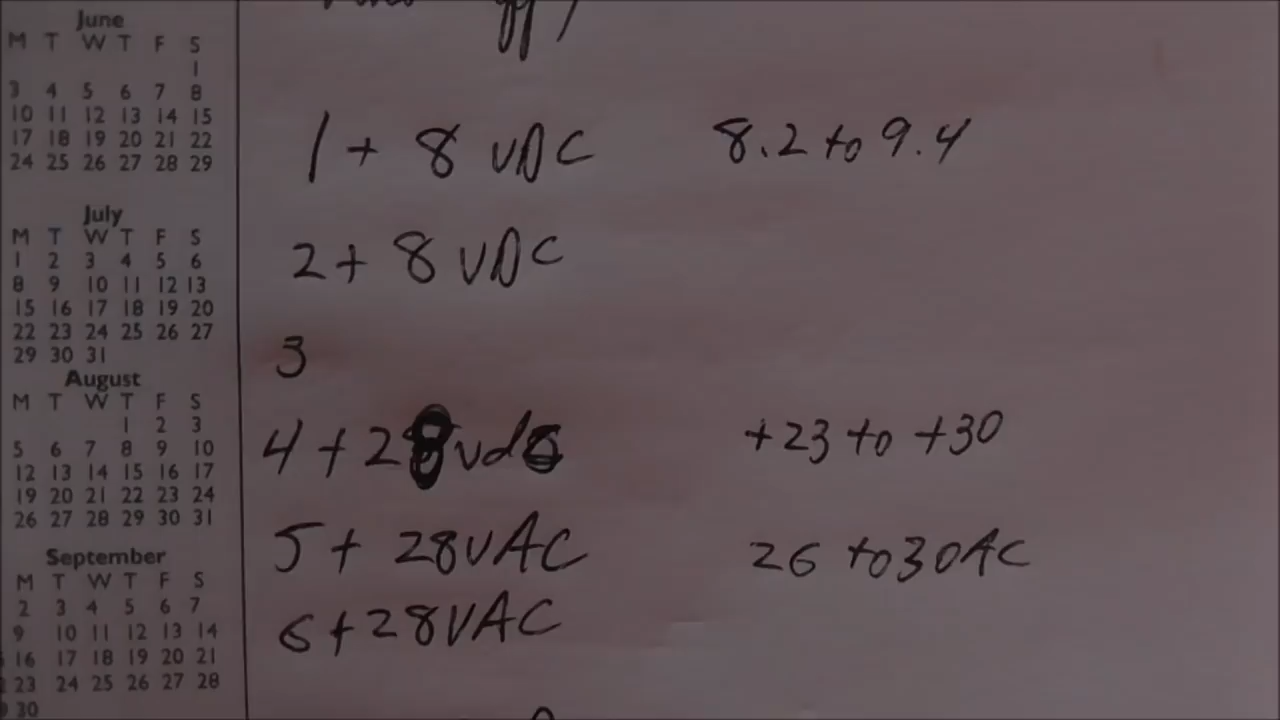 June
M T W T F S
1
3 4 5 6 7 8
10 11 12 13 14 15
17 18 19 20 21 22
24 25 26 27 28 29
July
M T W T F S
1 2 3 4 5 6
8 9 10 11 12 13
15 16 17 18 19 20
22 23 24 25 26 27
29 30 31
August
M T W T F S
1 2 3
5 6 7 8 9 10
12 13 14 15 16 17
19 20 21 22 23 24
26 27 28 29 30 31
September
M T W T F S
2 3 4 5 6 7
9 10 11 12 13 14
16 17 18 19 20 21
23 24 25 26 27 28
30
1 + 8 VDC 8.2 to 9.4
2 + 8 VDC
3
4 + 28 vdc +23 to +30
5 + 28 VAC 26 to 30 AC
6 + 28 VAC